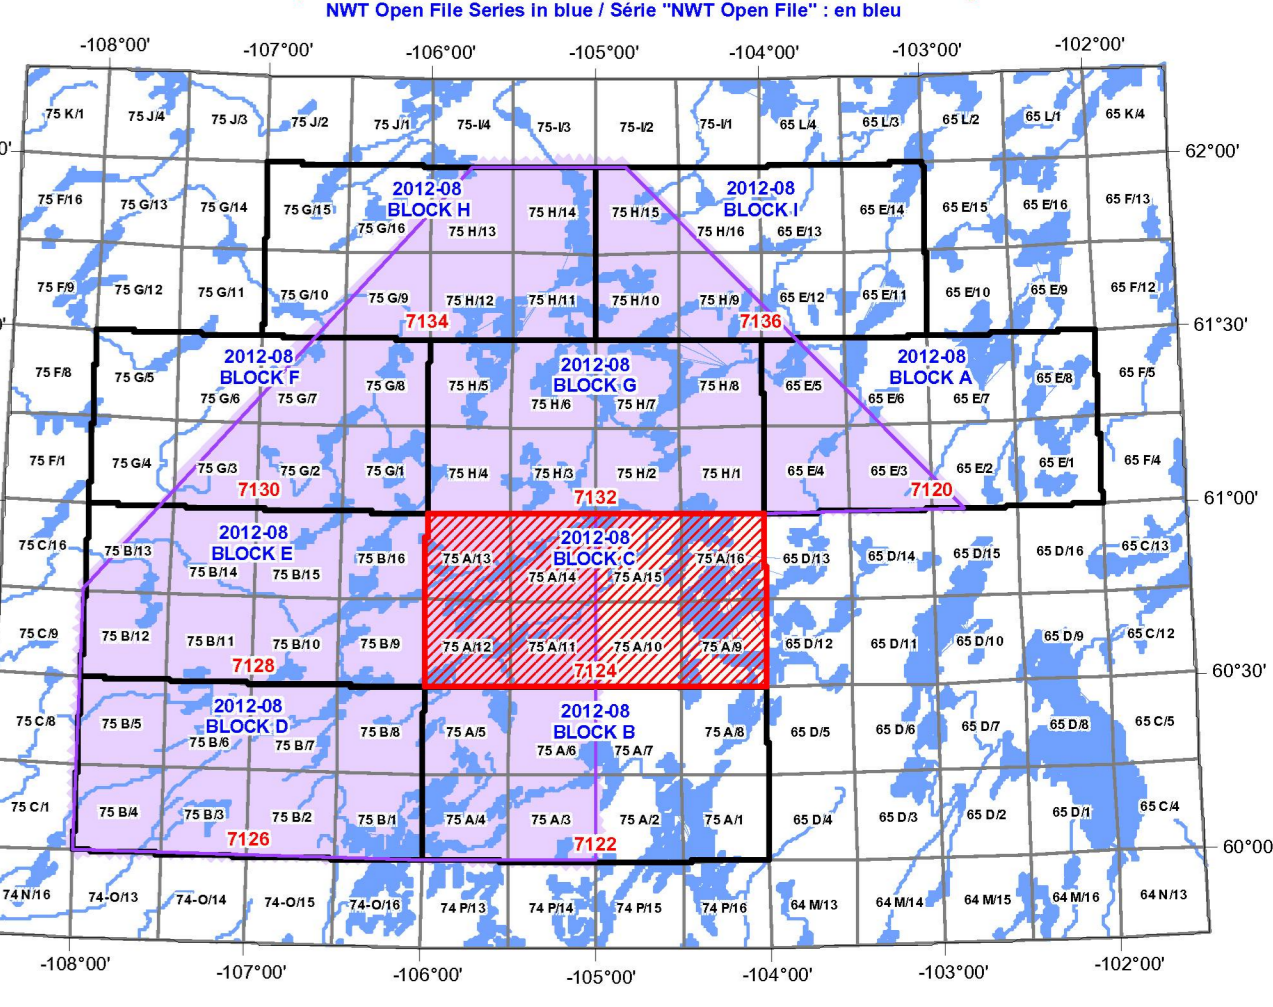 NWT Open File Series in blue / Série "NWT Open File" : en bleu
-108°00' -107°00' -106°00' -105°00' -104°00' -103°00' -102°00'
75 K/1 75 J/4 75 J/3 75 J/2 75 J/1 75-I/4 75-I/3 75-I/2 75-I/1 65 L/4 65 L/3 65 L/2 65 L/1 65 K/4
0' 62°00'
2012-08 2012-08
BLOCK H BLOCK I
75 F/16 75 G/13 75 G/14 75 G/15 75 H/14 75 H/15 65 E/14 65 E/15 65 E/16 65 F/13
75 G/16 75 H/13 75 H/16 65 E/13
75 F/9 75 G/12 75 G/11 75 G/10 75 G/9 75 H/12 75 H/11 75 H/10 75 H/9 65 E/12 65 E/11 65 E/10 65 E/9 65 F/12
7134 7136
0' 61°30'
2012-08 2012-08 2012-08
BLOCK F BLOCK G BLOCK A
75 F/8 75 G/5 75 G/8 75 H/5 75 H/8 65 E/5 65 E/8 65 F/5
75 G/6 75 G/7 75 H/6 75 H/7 65 E/6 65 E/7
75 F/1 75 G/4 75 G/3 75 G/2 75 G/1 75 H/4 75 H/3 75 H/2 75 H/1 65 E/4 65 E/3 65 E/2 65 E/1 65 F/4
7130 7132 7120
61°00'
2012-08 2012-08
BLOCK E BLOCK C
75 C/16 75 B/13 75 B/16 75 A/13 75 A/16 65 D/13 65 D/14 65 D/15 65 D/16 65 C/13
75 B/14 75 B/15 75 A/14 75 A/15
75 C/9 75 B/12 75 B/11 75 B/10 75 B/9 75 A/12 75 A/11 75 A/10 75 A/9 65 D/12 65 D/11 65 D/10 65 D/9 65 C/12
7128 7124
60°30'
2012-08 2012-08
BLOCK D BLOCK B
75 C/8 75 B/5 75 B/8 75 A/5 75 A/8 65 D/5 65 D/6 65 D/7 65 D/8 65 C/5
75 B/6 75 B/7 75 A/6 75 A/7
75 C/1 75 B/4 75 B/3 75 B/2 75 B/1 75 A/4 75 A/3 75 A/2 75 A/1 65 D/4 65 D/3 65 D/2 65 D/1 65 C/4
7126 7122
60°00
74 N/16 74-O/13 74-O/14 74-O/15 74-O/16 74 P/13 74 P/14 74 P/15 74 P/16 64 M/13 64 M/14 64 M/15 64 M/16 64 N/13
-108°00' -107°00' -106°00' -105°00' -104°00' -103°00' -102°00'